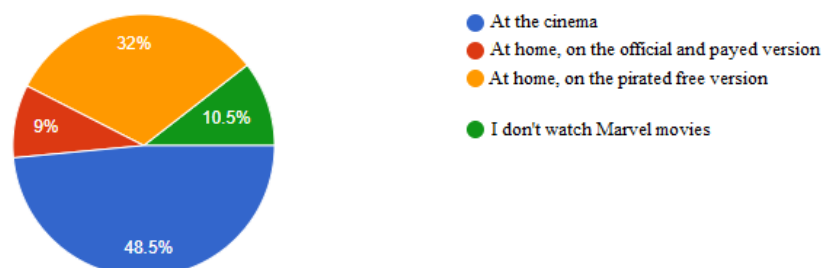 32%
10.5%
9%
48.5%
At the cinema
At home, on the official and payed version
At home, on the pirated free version
I don't watch Marvel movies